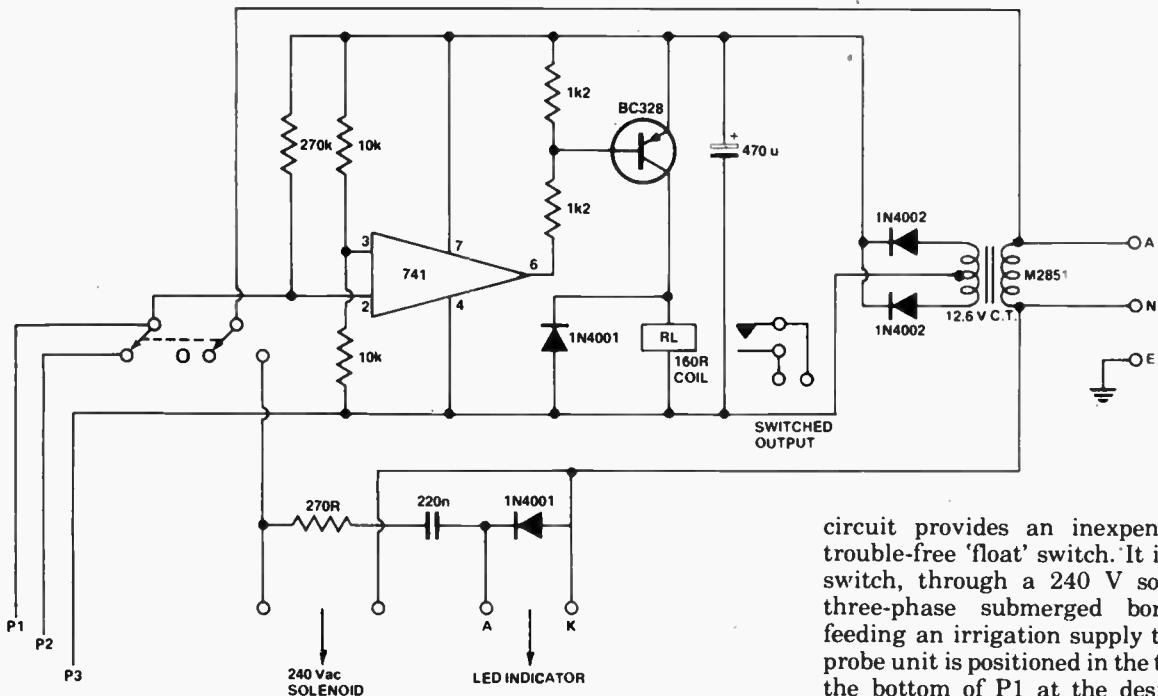 1k2
BC328
270k
10k
470 u
+
1k2
1N4002
3
7
741
6
A
2
4
M2851
12.6 V C.T.
N
1N4002
O
10k
1N4001
RL
160R
COIL
E
SWITCHED
OUTPUT
270R
220n
1N4001
P1
P2
P3
A
K
240 Vac
SOLENOID
LED INDICATOR
circuit provides an inexpen
trouble-free 'float' switch. It i
switch, through a 240 V so
three-phase submerged bor
feeding an irrigation supply t
probe unit is positioned in the t
the bottom of P1 at the desi